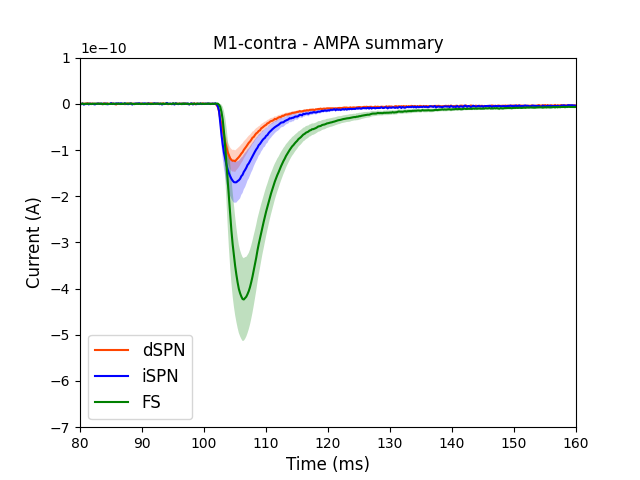 M1-contra - AMPA summary
1e−10
1
0
−1
−2
−3
−4
−5
−6
−7
Current (A)
dSPN
iSPN
FS
80 90 100 110 120 130 140 150 160
Time (ms)